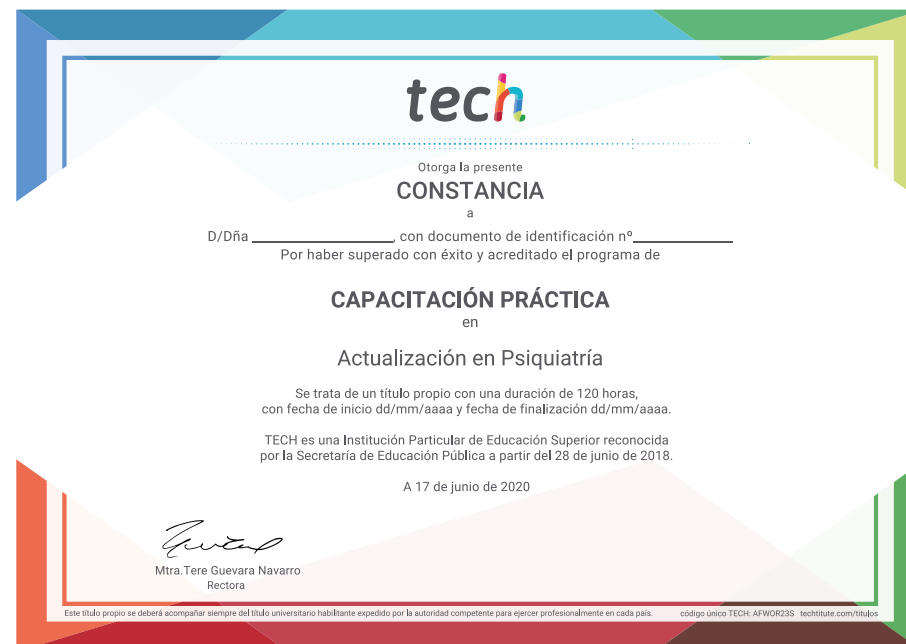 tech
Otorga la presente
CONSTANCIA
a
D/Dña ____________, con documento de identificación nº____________
Por haber superado con éxito y acreditado el programa de
CAPACITACIÓN PRÁCTICA
en
Actualización en Psiquiatría
Se trata de un título propio con una duración de 120 horas,
con fecha de inicio dd/mm/aaaa y fecha de finalización dd/mm/aaaa.
TECH es una Institución Particular de Educación Superior reconocida
por la Secretaría de Educación Pública a partir del 28 de junio de 2018.
A 17 de junio de 2020
Mtra.Tere Guevara Navarro
Rectora
Este título propio se deberá acompañar siempre del título universitario habilitante expedido por la autoridad competente para ejercer profesionalmente en cada país. código único TECH: AFWOR23S techtitute.com/titulos